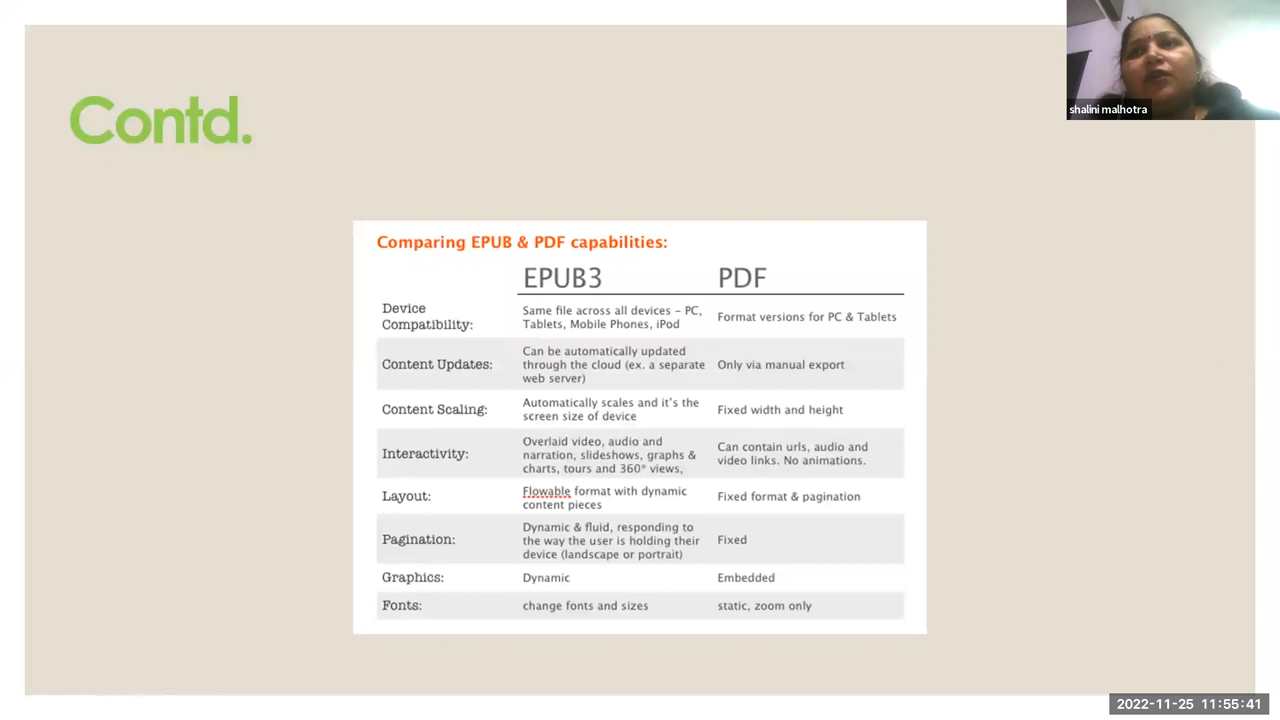 Contd.
shalini malhotra
Comparing EPUB & PDF capabilities:
EPUB3 PDF
Device
Compatibility:
Same file across all devices – PC,
Tablets, Mobile Phones, iPod
Format versions for PC & Tablets
Content Updates:
Can be automatically updated
through the cloud (ex. a separate
web server)
Only via manual export
Content Scaling:
Automatically scales and it's the
screen size of device
Fixed width and height
Interactivity:
Overlaid video, audio and
narration, slideshows, graphs &
charts, tours and 360° views,
Can contain urls, audio and
video links. No animations.
Layout:
Flowable format with dynamic
content pieces
Fixed format & pagination
Pagination:
Dynamic & fluid, responding to
the way the user is holding their
device (landscape or portrait)
Fixed
Graphics:
Dynamic
Embedded
Fonts:
change fonts and sizes
static, zoom only
2022-11-25 11:55:41